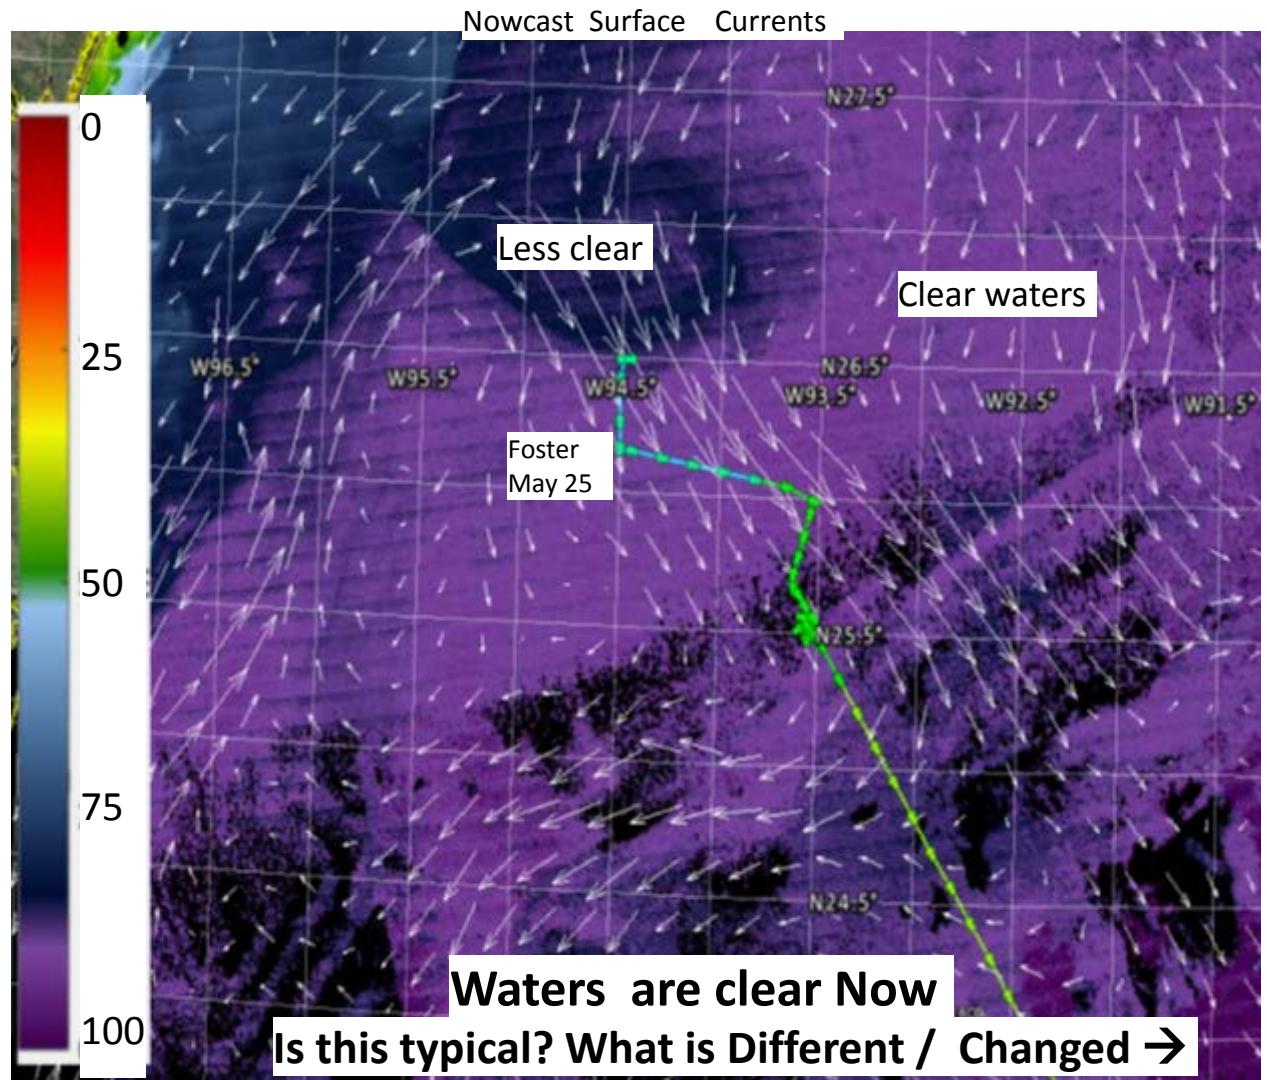 Nowcast Surface Currents
0
25
50
75
100
N27.5°
Less clear
Clear waters
W96.5°
W95.5°
W94.5°
N26.5°
W93.5°
W92.5°
W91.5°
Foster
May 25
N25.5°
N24.5°
Waters are clear Now
Is this typical? What is Different / Changed →